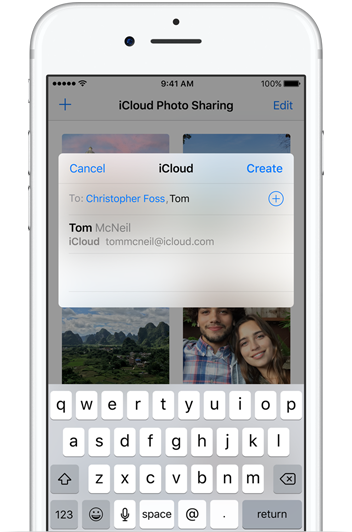 9:41 AM 100%
iCloud Photo Sharing Edit
Cancel iCloud Create
To: Christopher Foss, Tom
Tom McNeil
iCloud tommcneil@icloud.com
q w e r t y u i o p
a s d f g h j k l
z x c v b n m
123 space @ . return